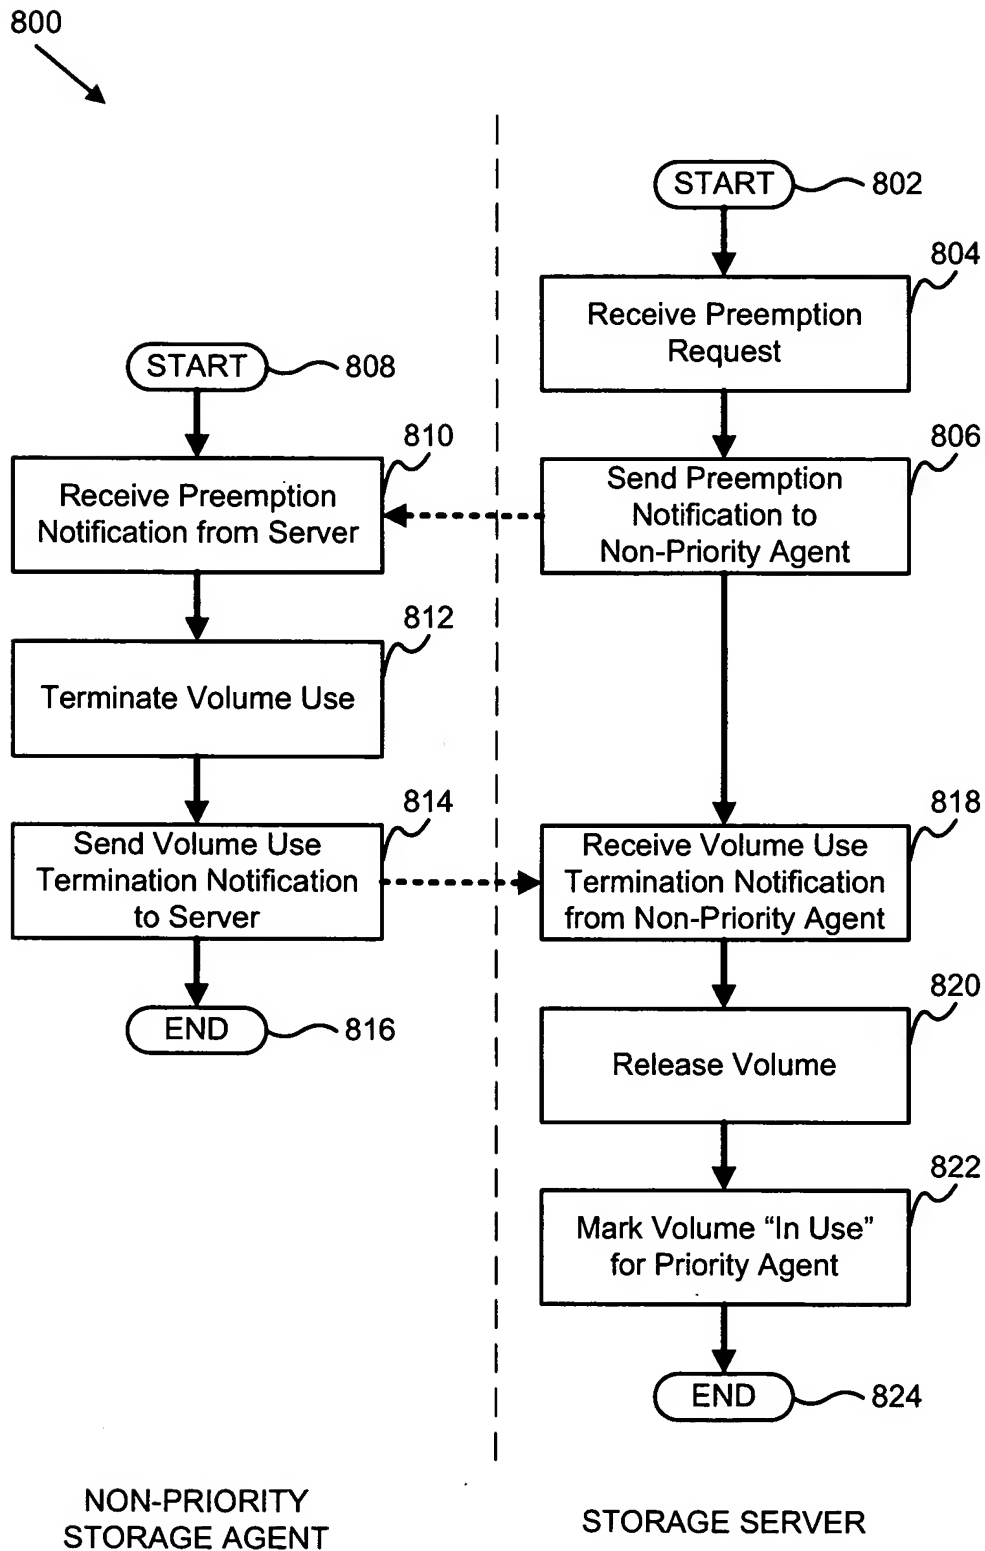 800
START
802
804
Receive Preemption
Request
START
808
810
806
Receive Preemption
Notification from Server
Send Preemption
Notification to
Non-Priority Agent
812
Terminate Volume Use
814
818
Send Volume Use
Termination Notification
to Server
Receive Volume Use
Termination Notification
from Non-Priority Agent
END
816
820
Release Volume
822
Mark Volume “In Use”
for Priority Agent
END
824
NON-PRIORITY
STORAGE AGENT
STORAGE SERVER